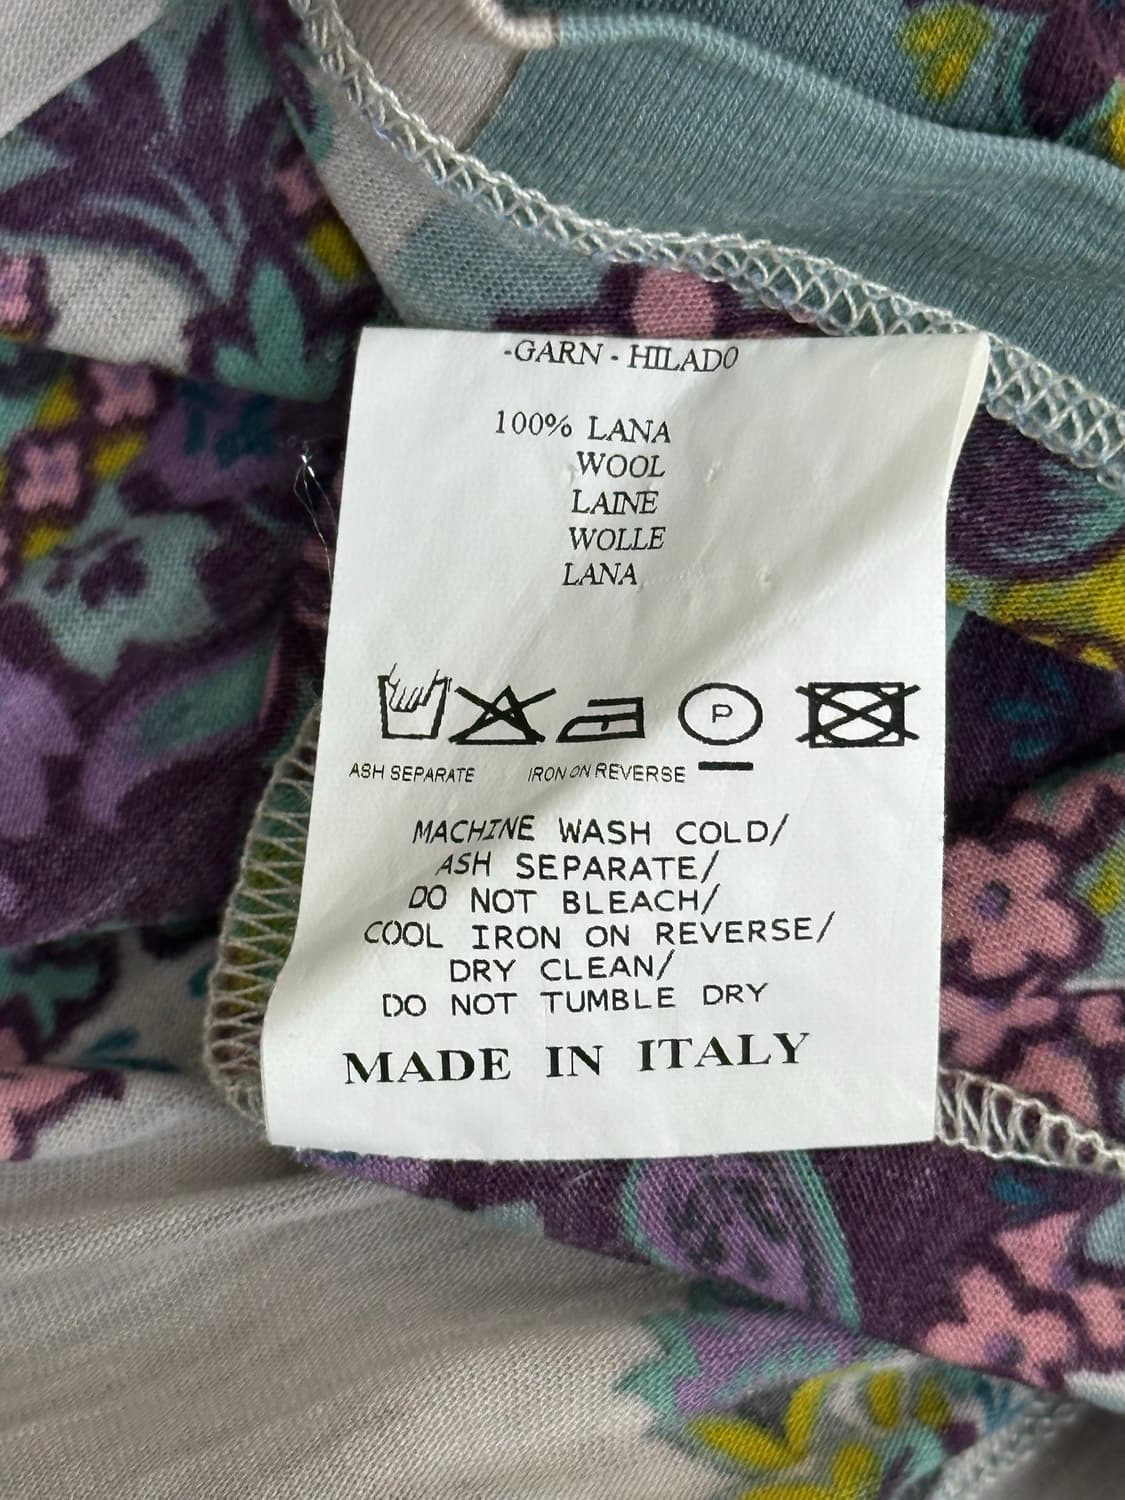 -GARN - HILADO
100% LANA
WOOL
LAINE
WOLLE
LANA
P
ASH SEPARATE IRON ON REVERSE
MACHINE WASH COLD/
ASH SEPARATE/
DO NOT BLEACH/
COOL IRON ON REVERSE/
DRY CLEAN/
DO NOT TUMBLE DRY
MADE IN ITALY